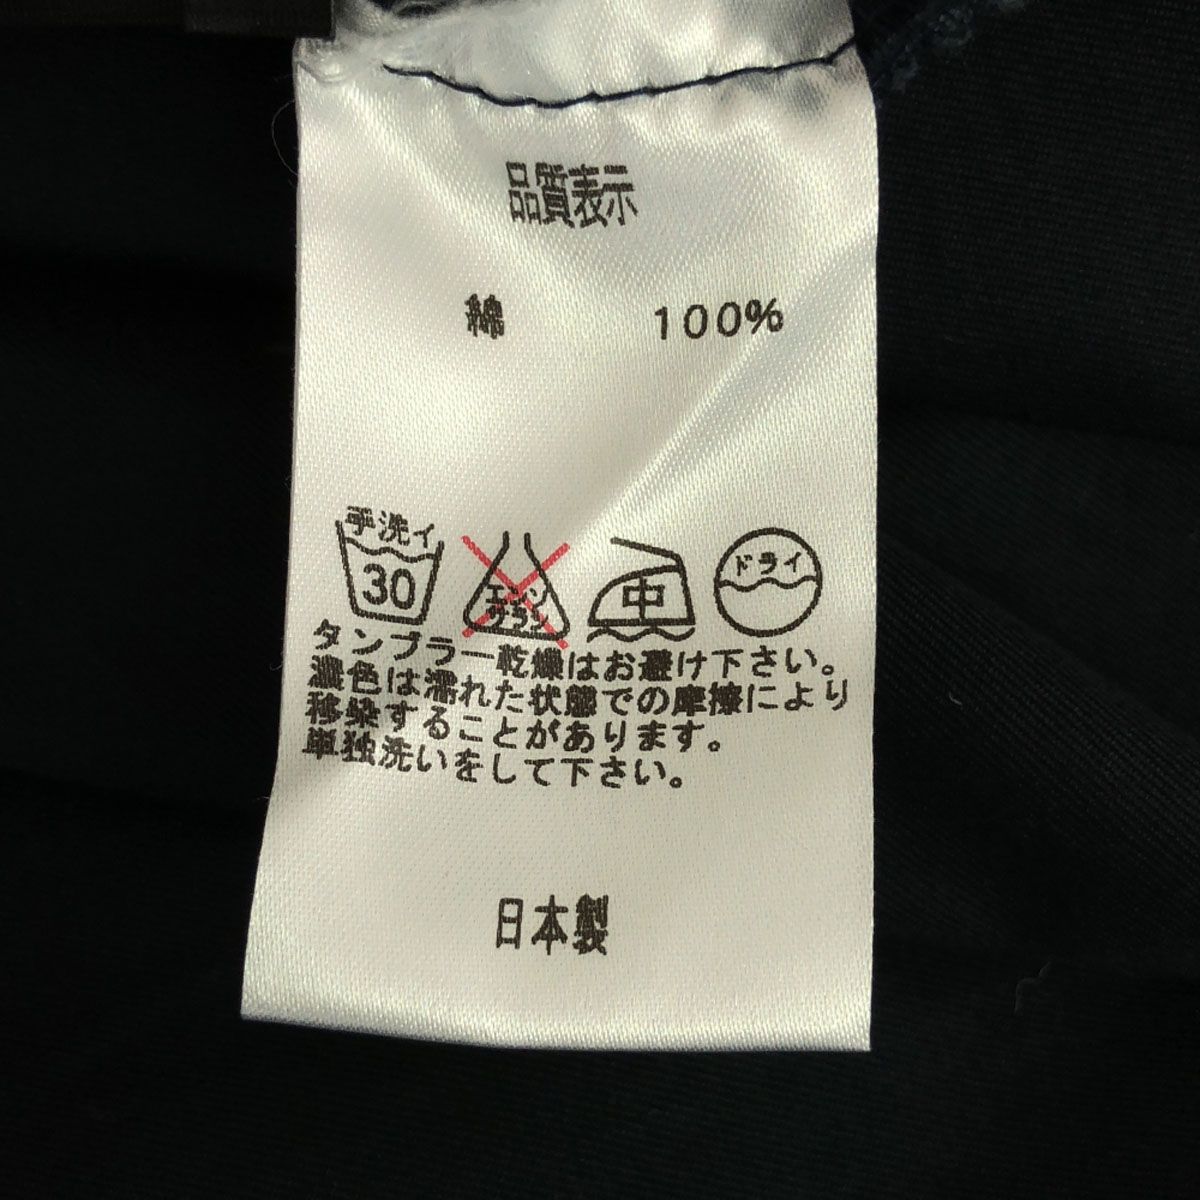 品質表示
綿 100%
手洗イ 30 エンソサラシ 中 ドライ
タンブラー乾燥はお避け下さい。
濃色は濡れた状態での摩擦により
移染することがあります。
単独洗いをして下さい。
日本製